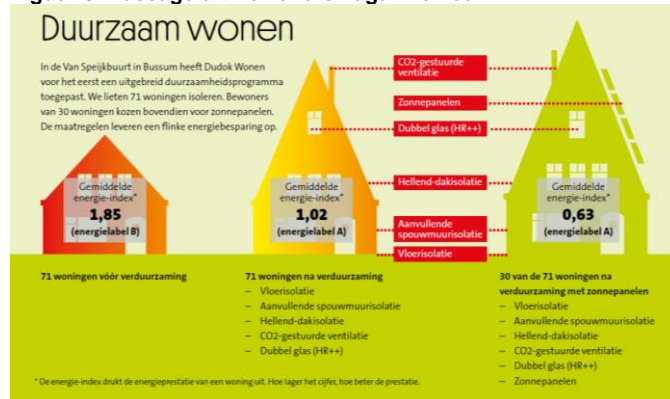 Duurzaam wonen
In de Van Speijkbuurt in Bussum heeft Dudok Wonen
voor het eerst een uitgebreid duurzaamheidsprogramma
toegepast. We lieten 71 woningen isoleren. Bewoners
van 30 woningen kozen bovendien voor zonnepanelen.
De maatregelen leveren een flinke energiebesparing op.
CO2-gestuurde
ventilatie
Zonnepanelen
Dubbel glas (HR++)
Hellend-dakisolatie
Aanvullende
spouwmuurisolatie
Vloerisolatie
Gemiddelde
energie-index*
1,85
(energielabel B)
Gemiddelde
energie-index*
1,02
(energielabel A)
Gemiddelde
energie-index*
0,63
(energielabel A)
71 woningen vóór verduurzaming
71 woningen na verduurzaming
– Vloerisolatie
– Aanvullende spouwmuurisolatie
– Hellend-dakisolatie
– CO2-gestuurde ventilatie
– Dubbel glas (HR++)
30 van de 71 woningen na
verduurzaming met zonnepanelen
– Vloerisolatie
– Aanvullende spouwmuurisolatie
– Hellend-dakisolatie
– CO2-gestuurde ventilatie
– Dubbel glas (HR++)
– Zonnepanelen
* De energie-index drukt de energieprestatie van een woning uit. Hoe lager het cijfer, hoe beter de prestatie.